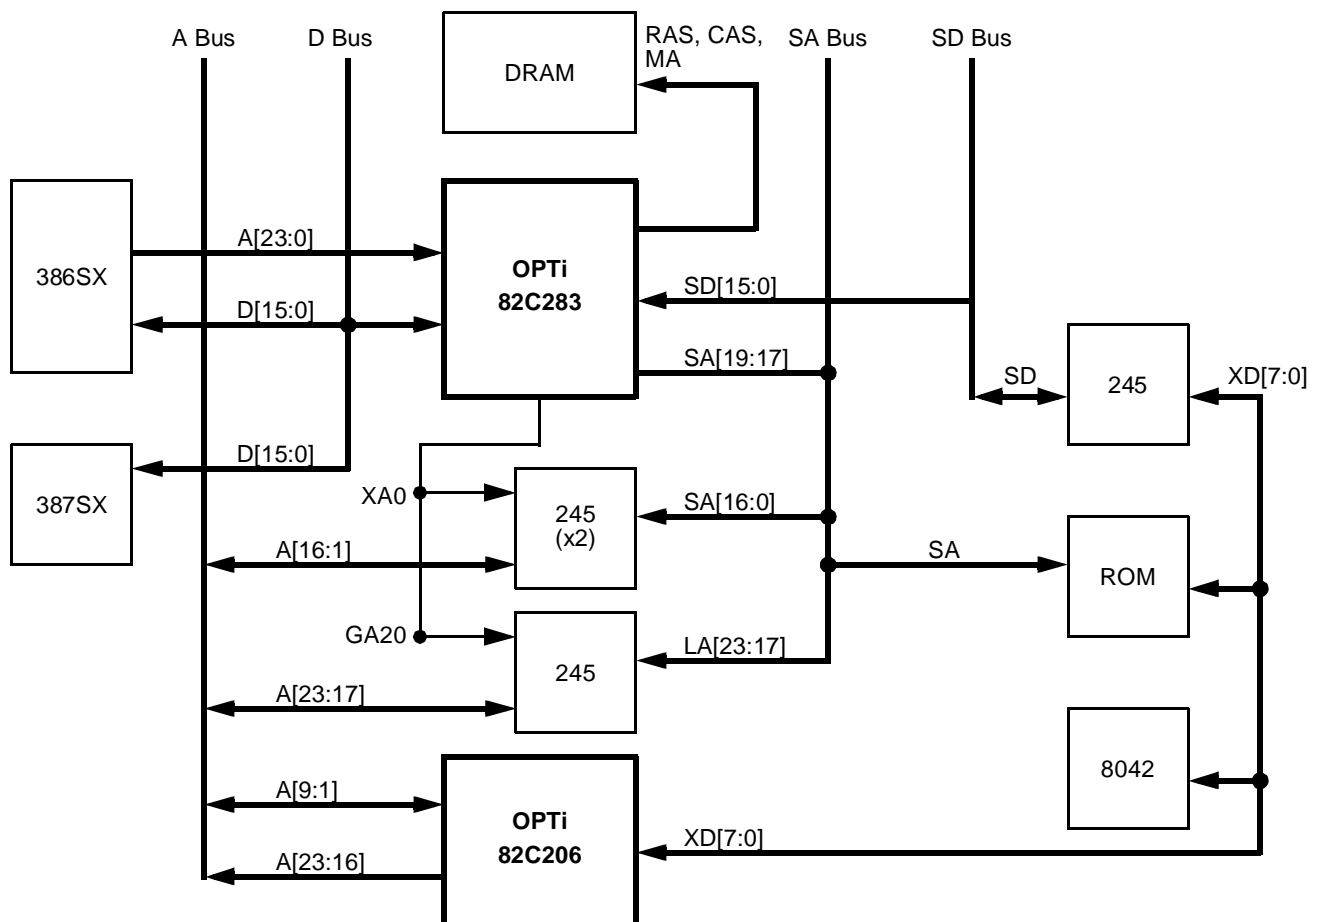 A Bus
D Bus
DRAM
RAS, CAS,
MA
SA Bus
SD Bus
386SX
A[23:0]
D[15:0]
OPTi
82C283
SD[15:0]
SA[19:17]
SD
245
XD[7:0]
387SX
D[15:0]
XA0
A[16:1]
245
(x2)
SA[16:0]
SA
ROM
GA20
A[23:17]
245
LA[23:17]
8042
A[9:1]
A[23:16]
OPTi
82C206
XD[7:0]